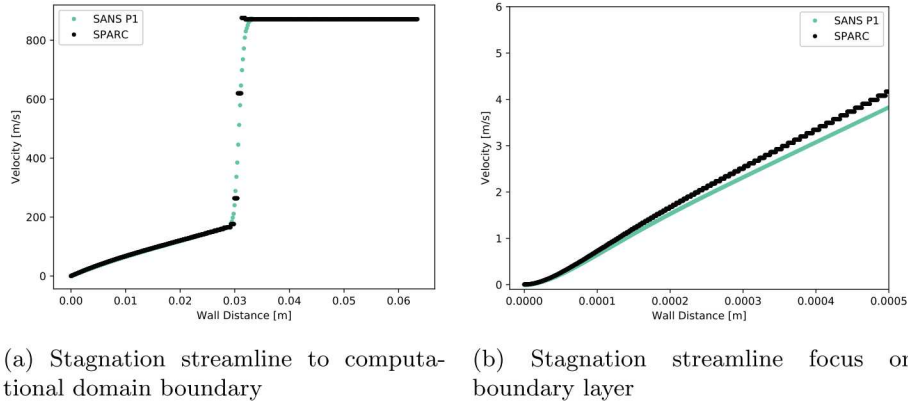 SANS P1
SPARC
800
600
400
200
0
Velocity [m/s]
0.00 0.01 0.02 0.03 0.04 0.05 0.06
Wall Distance [m]
(a) Stagnation streamline to computa-
tional domain boundary
SANS P1
SPARC
6
5
4
3
2
1
0
Velocity [m/s]
0.0000 0.0001 0.0002 0.0003 0.0004 0.0005
Wall Distance [m]
(b) Stagnation streamline focus on
boundary layer